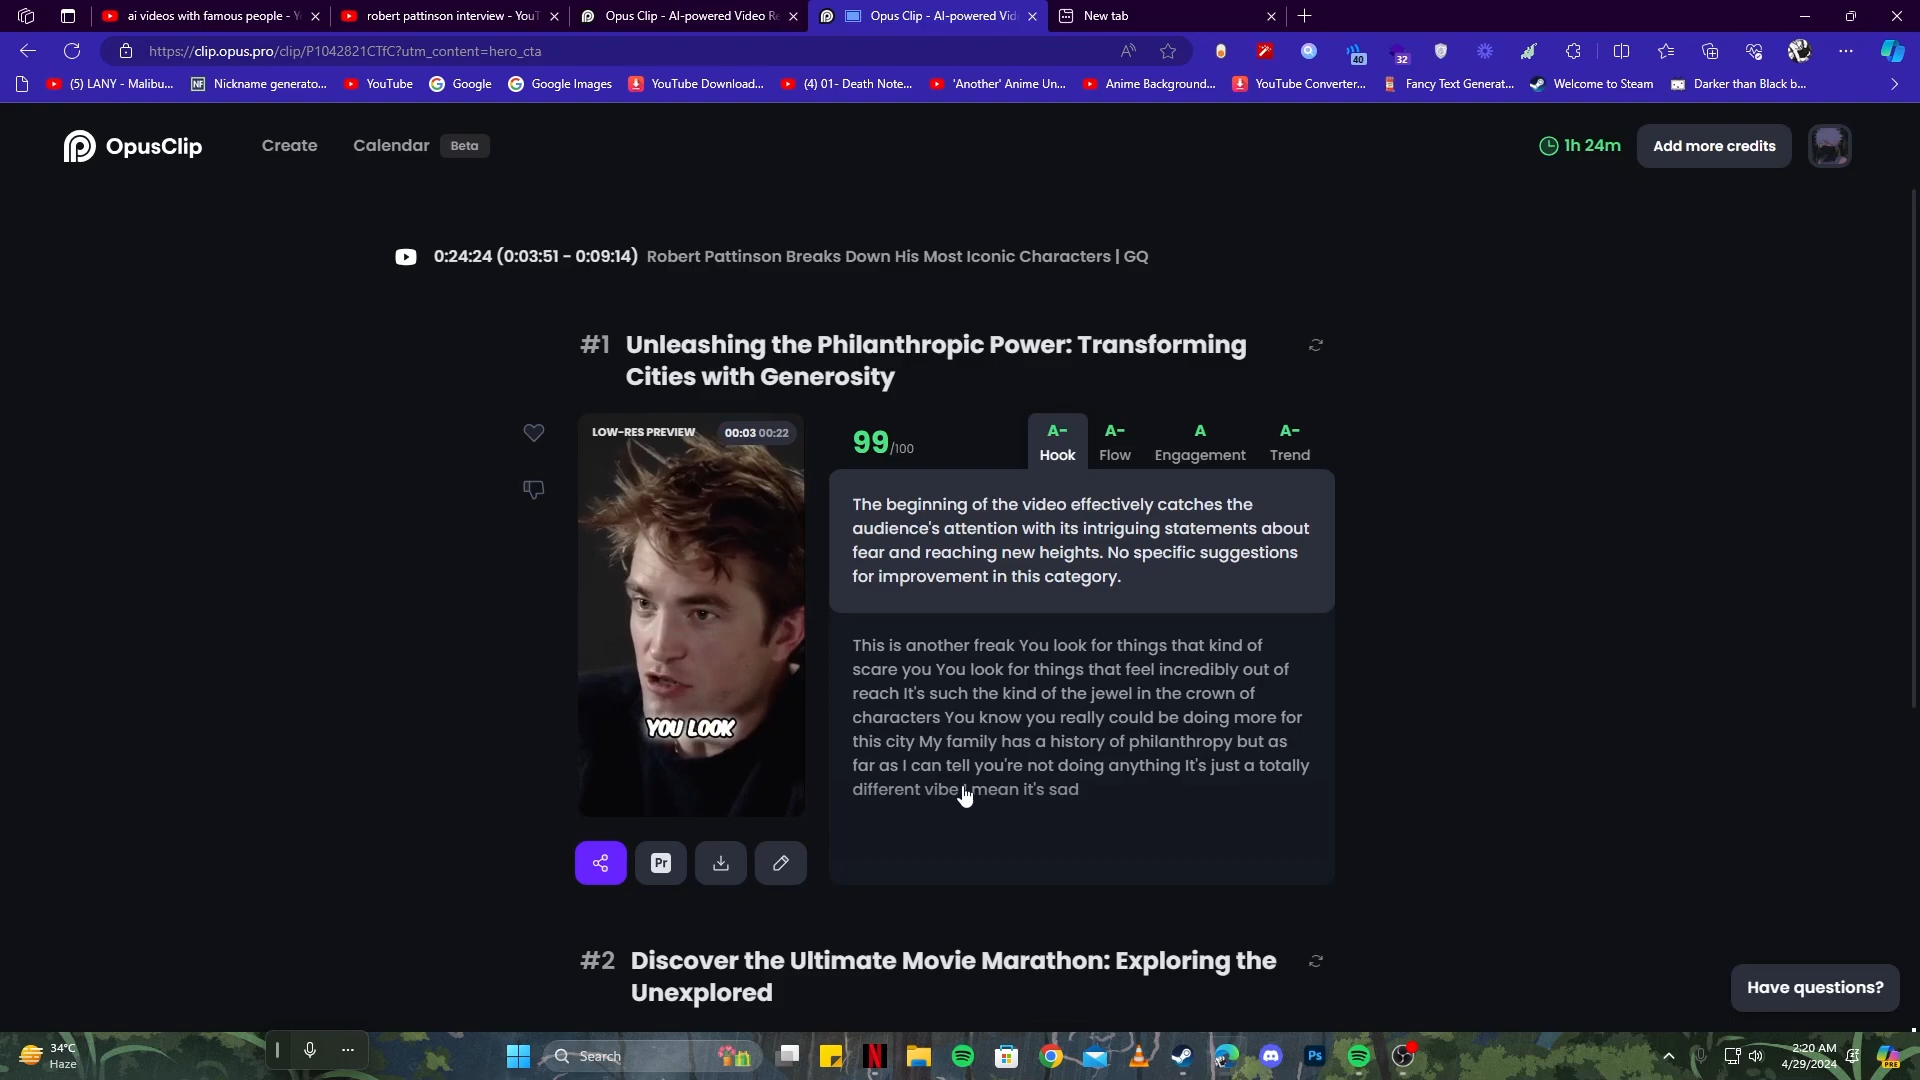 ai videos with famous people - Y
robert pattinson interview - YouT
Opus Clip - AI-powered Video Re
Opus Clip - AI-powered Vid
New tab
https://clip.opus.pro/clip/P1042821CTfC?utm_content=hero_cta
40
32
(5) LANY - Malibu...
NF
Nickname generato...
YouTube
Google
Google Images
YouTube Download...
(4) 01- Death Note...
'Another' Anime Un...
Anime Background...
YouTube Converter...
Fancy Text Generat...
Welcome to Steam
Darker than Black b...
OpusClip
Create
Calendar
Beta
1h 24m
Add more credits
0:24:24 (0:03:51 - 0:09:14) Robert Pattinson Breaks Down His Most Iconic Characters | GQ
#1 Unleashing the Philanthropic Power: Transforming
Cities with Generosity
LOW-RES PREVIEW
00:03 00:22
YOU LOOK
99/100
A-
Hook
A-
Flow
A
Engagement
A-
Trend
The beginning of the video effectively catches the
audience's attention with its intriguing statements about
fear and reaching new heights. No specific suggestions
for improvement in this category.
This is another freak You look for things that kind of
scare you You look for things that feel incredibly out of
reach It's such the kind of the jewel in the crown of
characters You know you really could be doing more for
this city My family has a history of philanthropy but as
far as I can tell you're not doing anything It's just a totally
different vibe I mean it's sad
Pr
#2 Discover the Ultimate Movie Marathon: Exploring the
Unexplored
Have questions?
34°C
Haze
Search
Ps
2:20 AM
4/29/2024
PRE